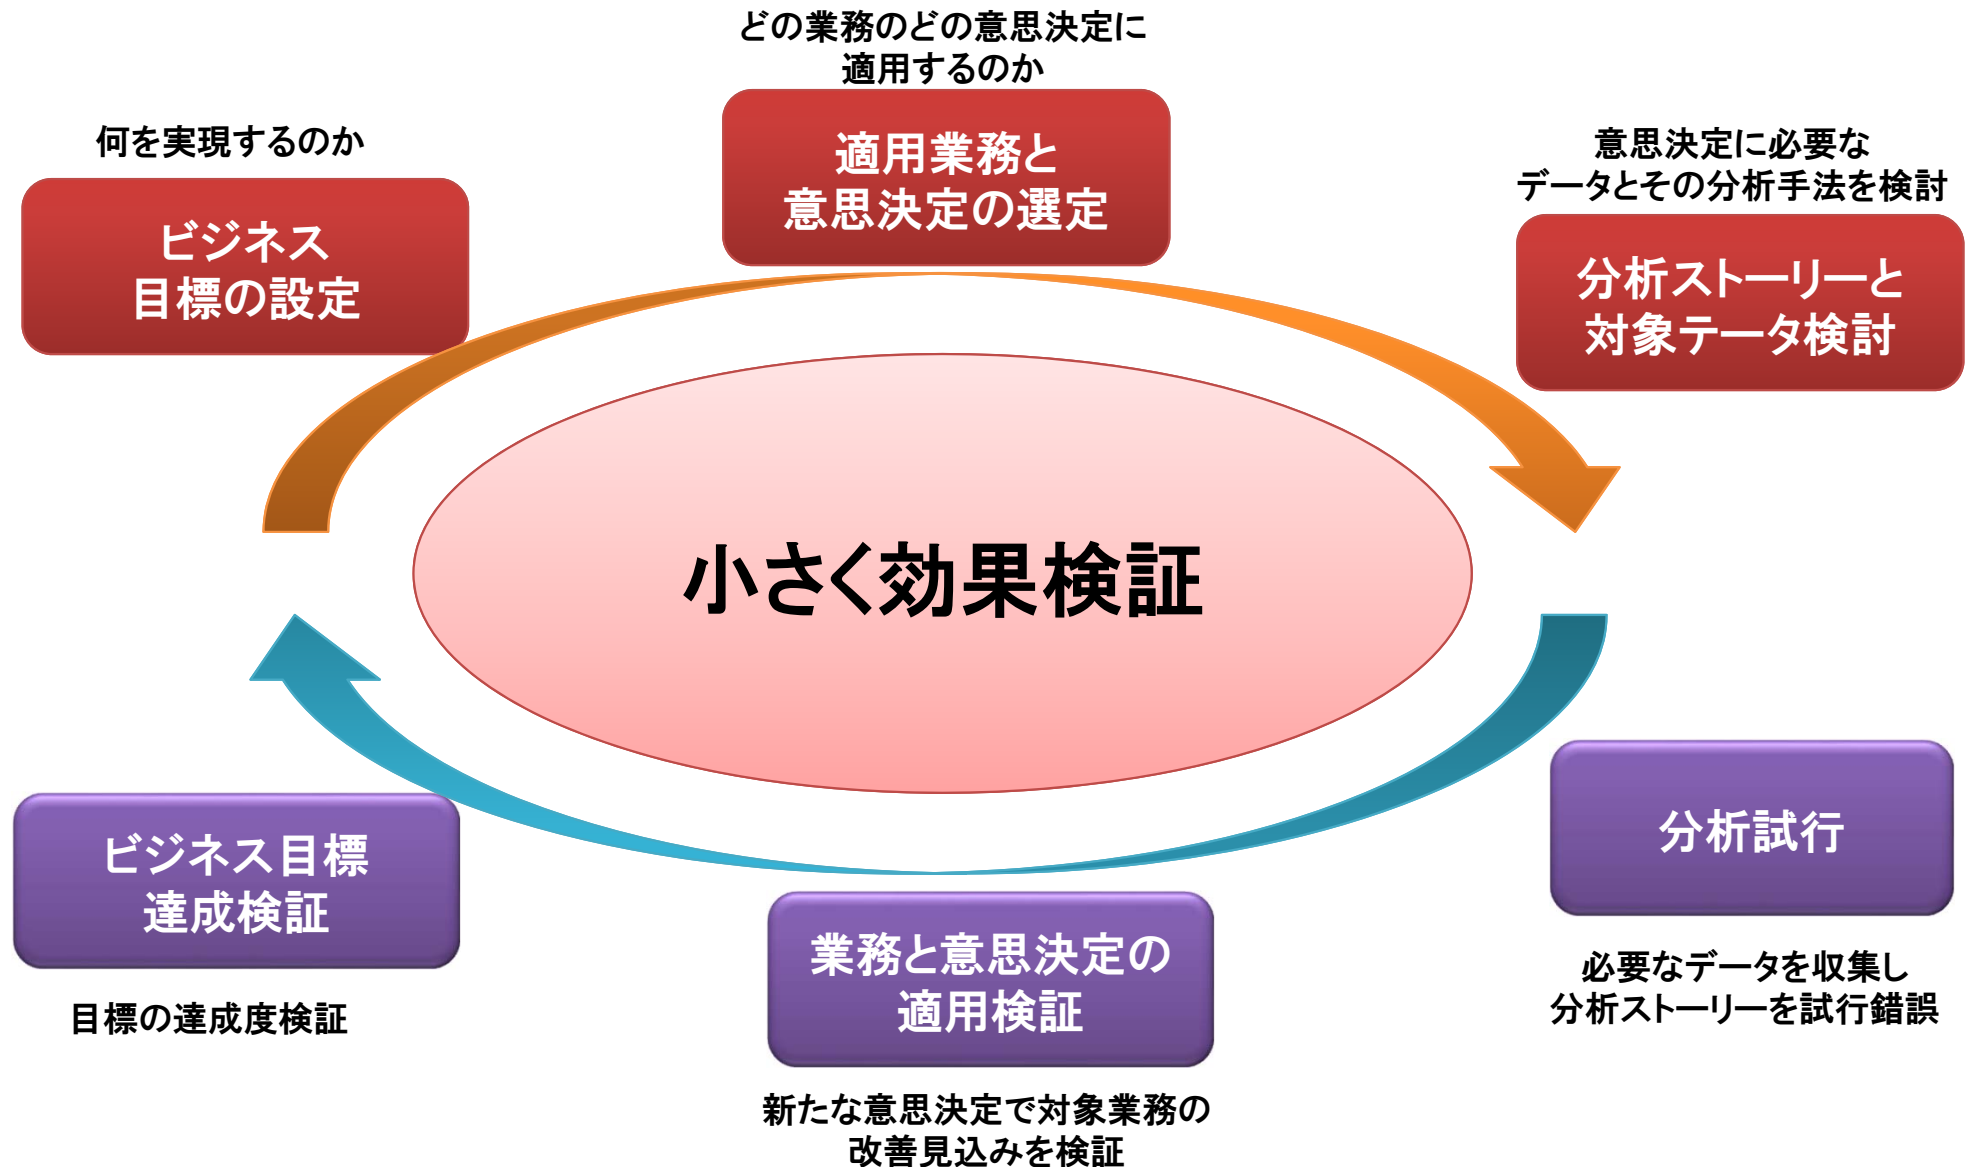 どの業務のどの意思決定に
適用するのか
適用業務と
意思決定の選定
何を実現するのか
ビジネス
目標の設定
意思決定に必要な
データとその分析手法を検討
分析ストーリーと
対象テータ検討
小さく効果検証
分析試行
必要なデータを収集し
分析ストーリーを試行錯誤
業務と意思決定の
適用検証
新たな意思決定で対象業務の
改善見込みを検証
ビジネス目標
達成検証
目標の達成度検証